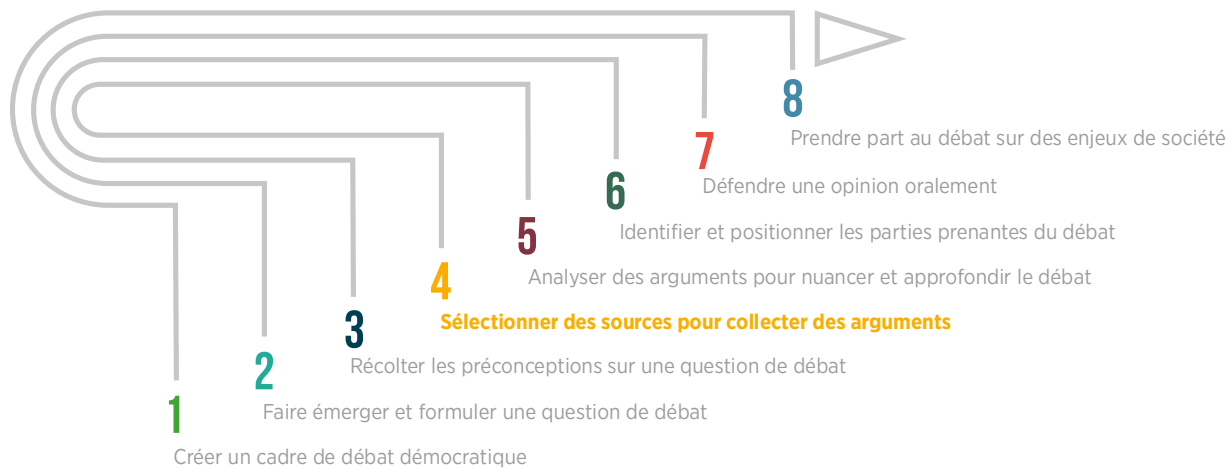 8
Prendre part au débat sur des enjeux de société
7
Défendre une opinion oralement
6
Identifier et positionner les parties prenantes du débat
5
Analyser des arguments pour nuancer et approfondir le débat
4
Sélectionner des sources pour collecter des arguments
3
Récolter les préconceptions sur une question de débat
2
Faire émerger et formuler une question de débat
1
Créer un cadre de débat démocratique